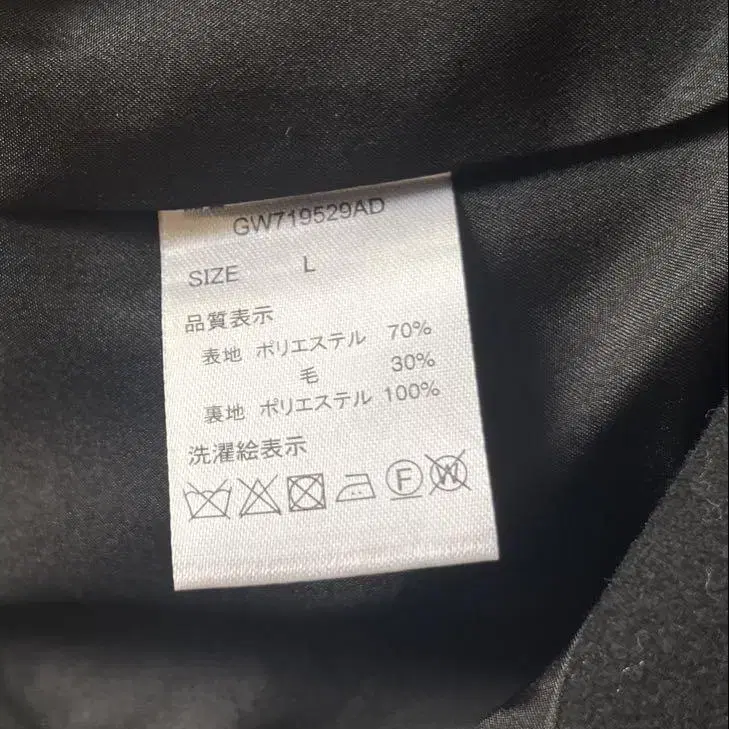 GW719529AD
SIZE L
品質表示
表地 ポリエステル 70%
毛 30%
裏地 ポリエステル 100%
洗濯絵表示
F W